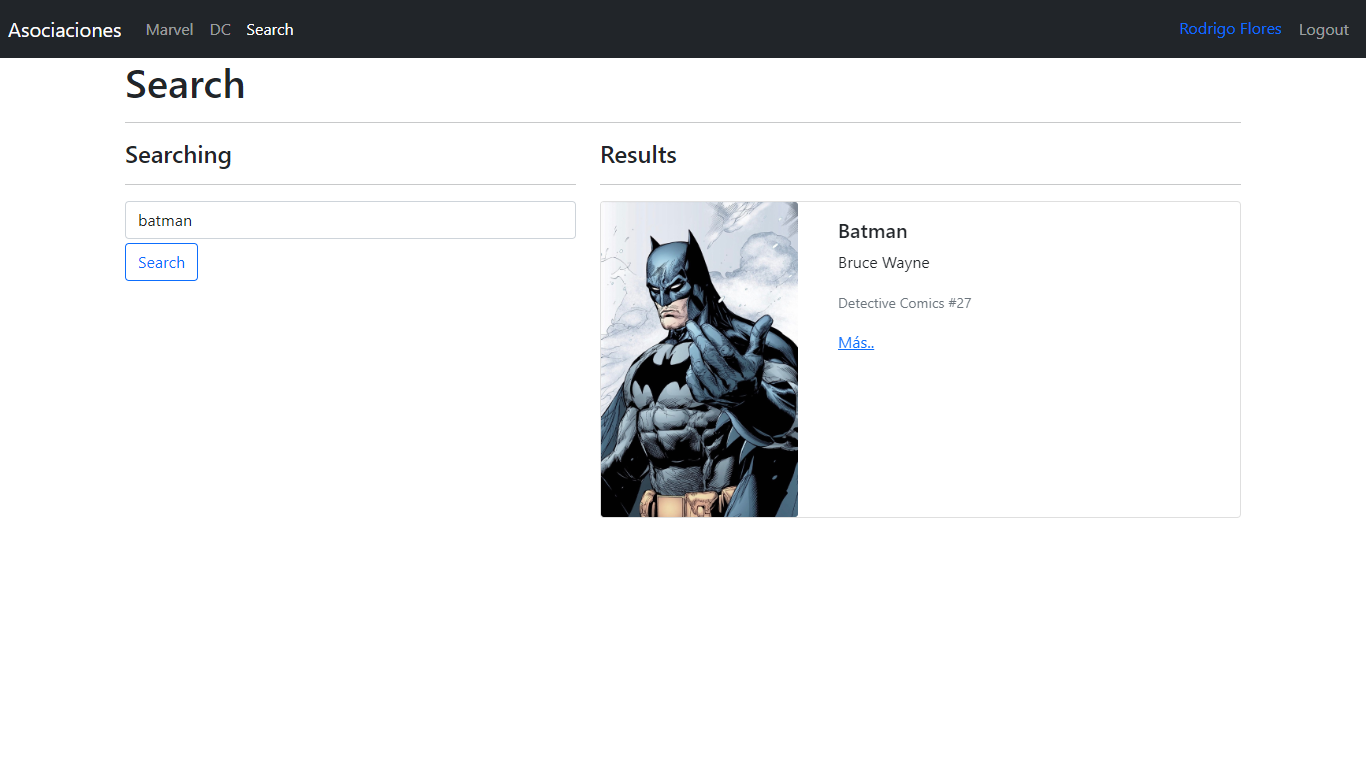 Asociaciones Marvel DC Search Rodrigo Flores Logout
Search
Searching
batman
Search
Results
Batman
Bruce Wayne
Detective Comics #27
Más..